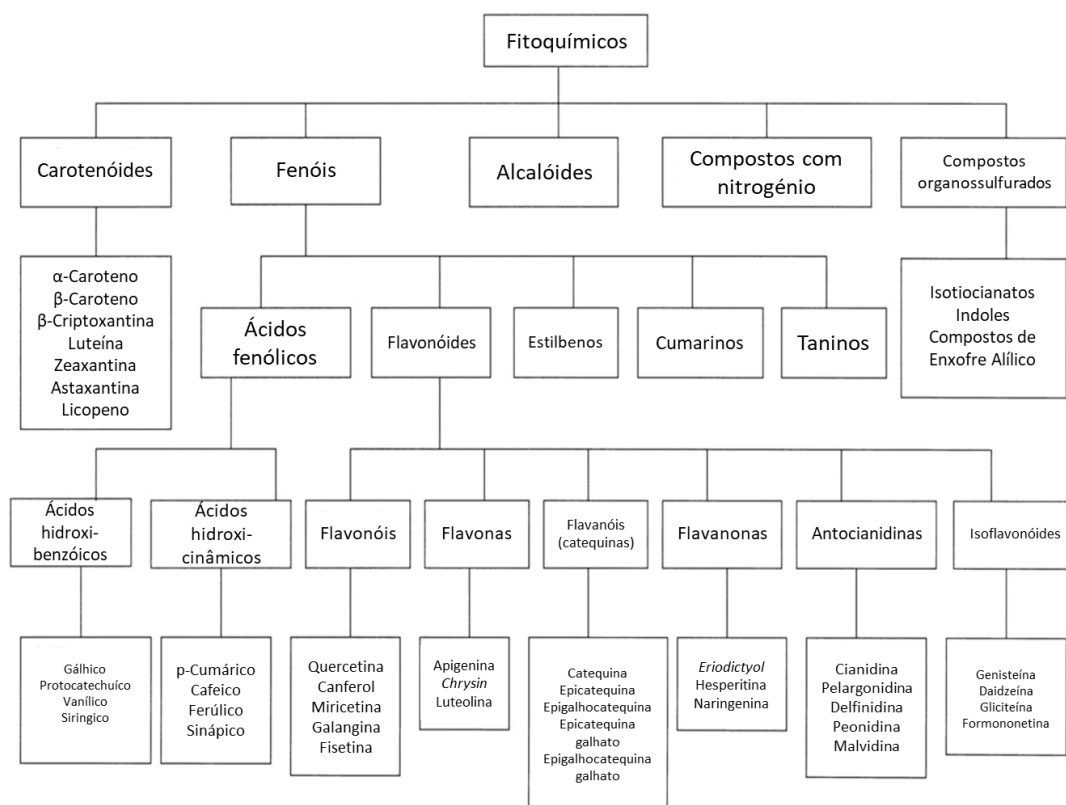 Fitoquímicos
Carotenóides
Fenóis
Alcalóides
Compostos com
nitrogénio
Compostos
organossulfurados
α-Caroteno
β-Caroteno
β-Criptoxantina
Luteína
Zeaxantina
Astaxantina
Licopeno
Isotiocianatos
Indoles
Compostos de
Enxofre Alílico
Ácidos
fenólicos
Flavonóides
Estilbenos
Cumarinos
Taninos
Ácidos
hidroxi-
benzóicos
Ácidos
hidroxi-
cinâmicos
Flavonóis
Flavonas
Flavanóis
(catequinas)
Flavanonas
Antocianidinas
Isoflavonóides
Gálhico
Protocatechuíco
Vanílico
Siringico
p-Cumárico
Cafeico
Ferúlico
Sinápico
Quercetina
Canferol
Miricetina
Galangina
Fisetina
Apigenina
Chrysin
Luteolina
Catequina
Epicatequina
Epigalhocatequina
Epicatequina
galhato
Epigalhocatequina
galhato
Eriodictyol
Hesperitina
Naringenina
Cianidina
Pelargonidina
Delfinidina
Peonidina
Malvidina
Genisteína
Daidzeína
Gliciteína
Formononetina